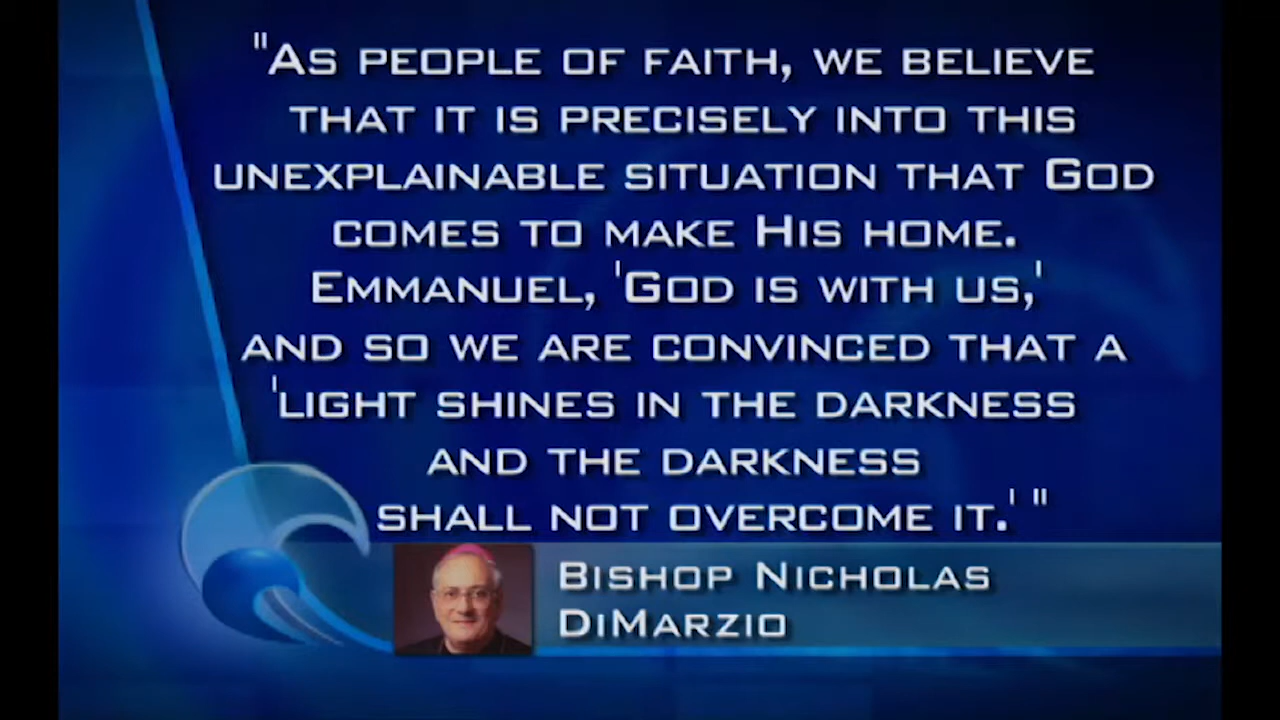 "As people of faith, we believe
that it is precisely into this
unexplainable situation that God
comes to make His home.
Emmanuel, 'God is with us,'
and so we are convinced that a
'light shines in the darkness
and the darkness
shall not overcome it.' "
Bishop Nicholas
DiMarzio